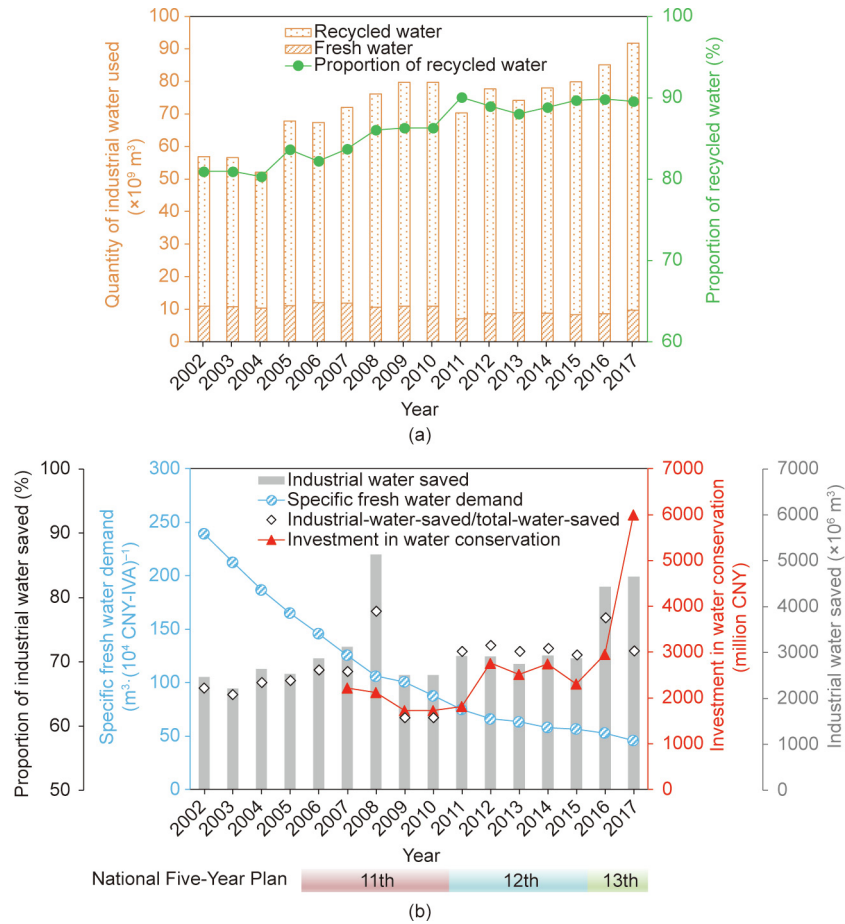 Recycled water
Fresh water
Proportion of recycled water
Quantity of industrial water used
(×10⁹ m³)
100
90
80
70
60
50
40
30
20
10
0
100
90
80
70
60
Proportion of recycled water (%)
2002 2003 2004 2005 2006 2007 2008 2009 2010 2011 2012 2013 2014 2015 2016 2017
Year
(a)
Proportion of industrial water saved (%)
100
90
80
70
60
50
Specific fresh water demand
(m³·(10⁴ CNY-IVA)⁻¹)
300
250
200
150
100
50
0
Industrial water saved
Specific fresh water demand
Industrial-water-saved/total-water-saved
Investment in water conservation
7000
6000
5000
4000
3000
2000
1000
0
Investment in water conservation
(million CNY)
7000
6000
5000
4000
3000
2000
1000
0
Industrial water saved (×10⁶ m³)
2002 2003 2004 2005 2006 2007 2008 2009 2010 2011 2012 2013 2014 2015 2016 2017
Year
National Five-Year Plan 11th 12th 13th
(b)